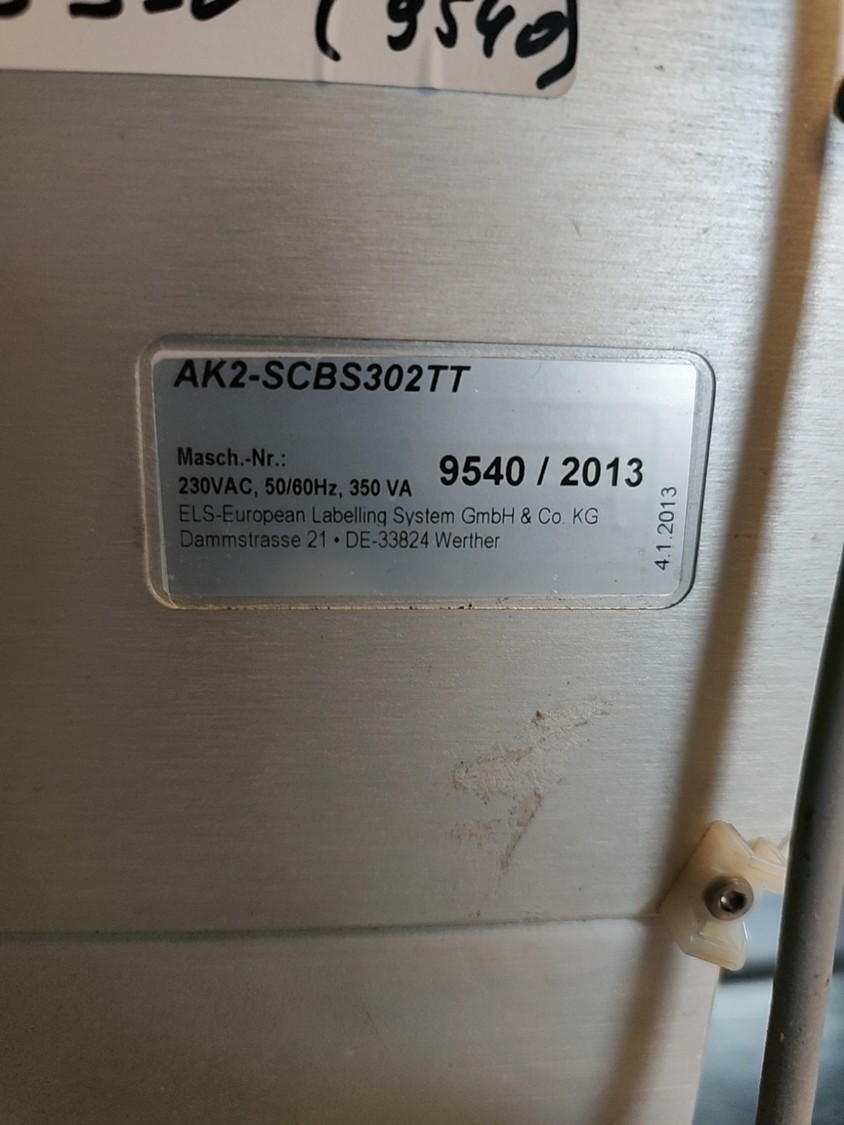 (9540)
AK2-SCBS302TT
Masch.-Nr.: 9540 / 2013
230VAC, 50/60Hz, 350 VA
ELS-European Labelling System GmbH & Co. KG
Dammstrasse 21 • DE-33824 Werther
4.1.2013